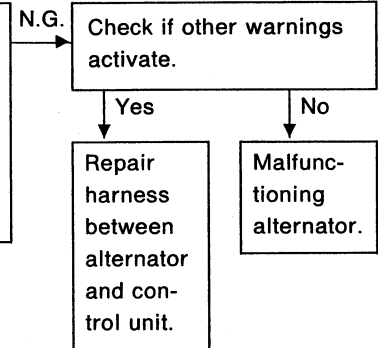 N.G.
Check if other warnings
activate.
Yes
No
Repair
harness
between
alternator
and con-
trol unit.
Malfunc-
tioning
alternator.